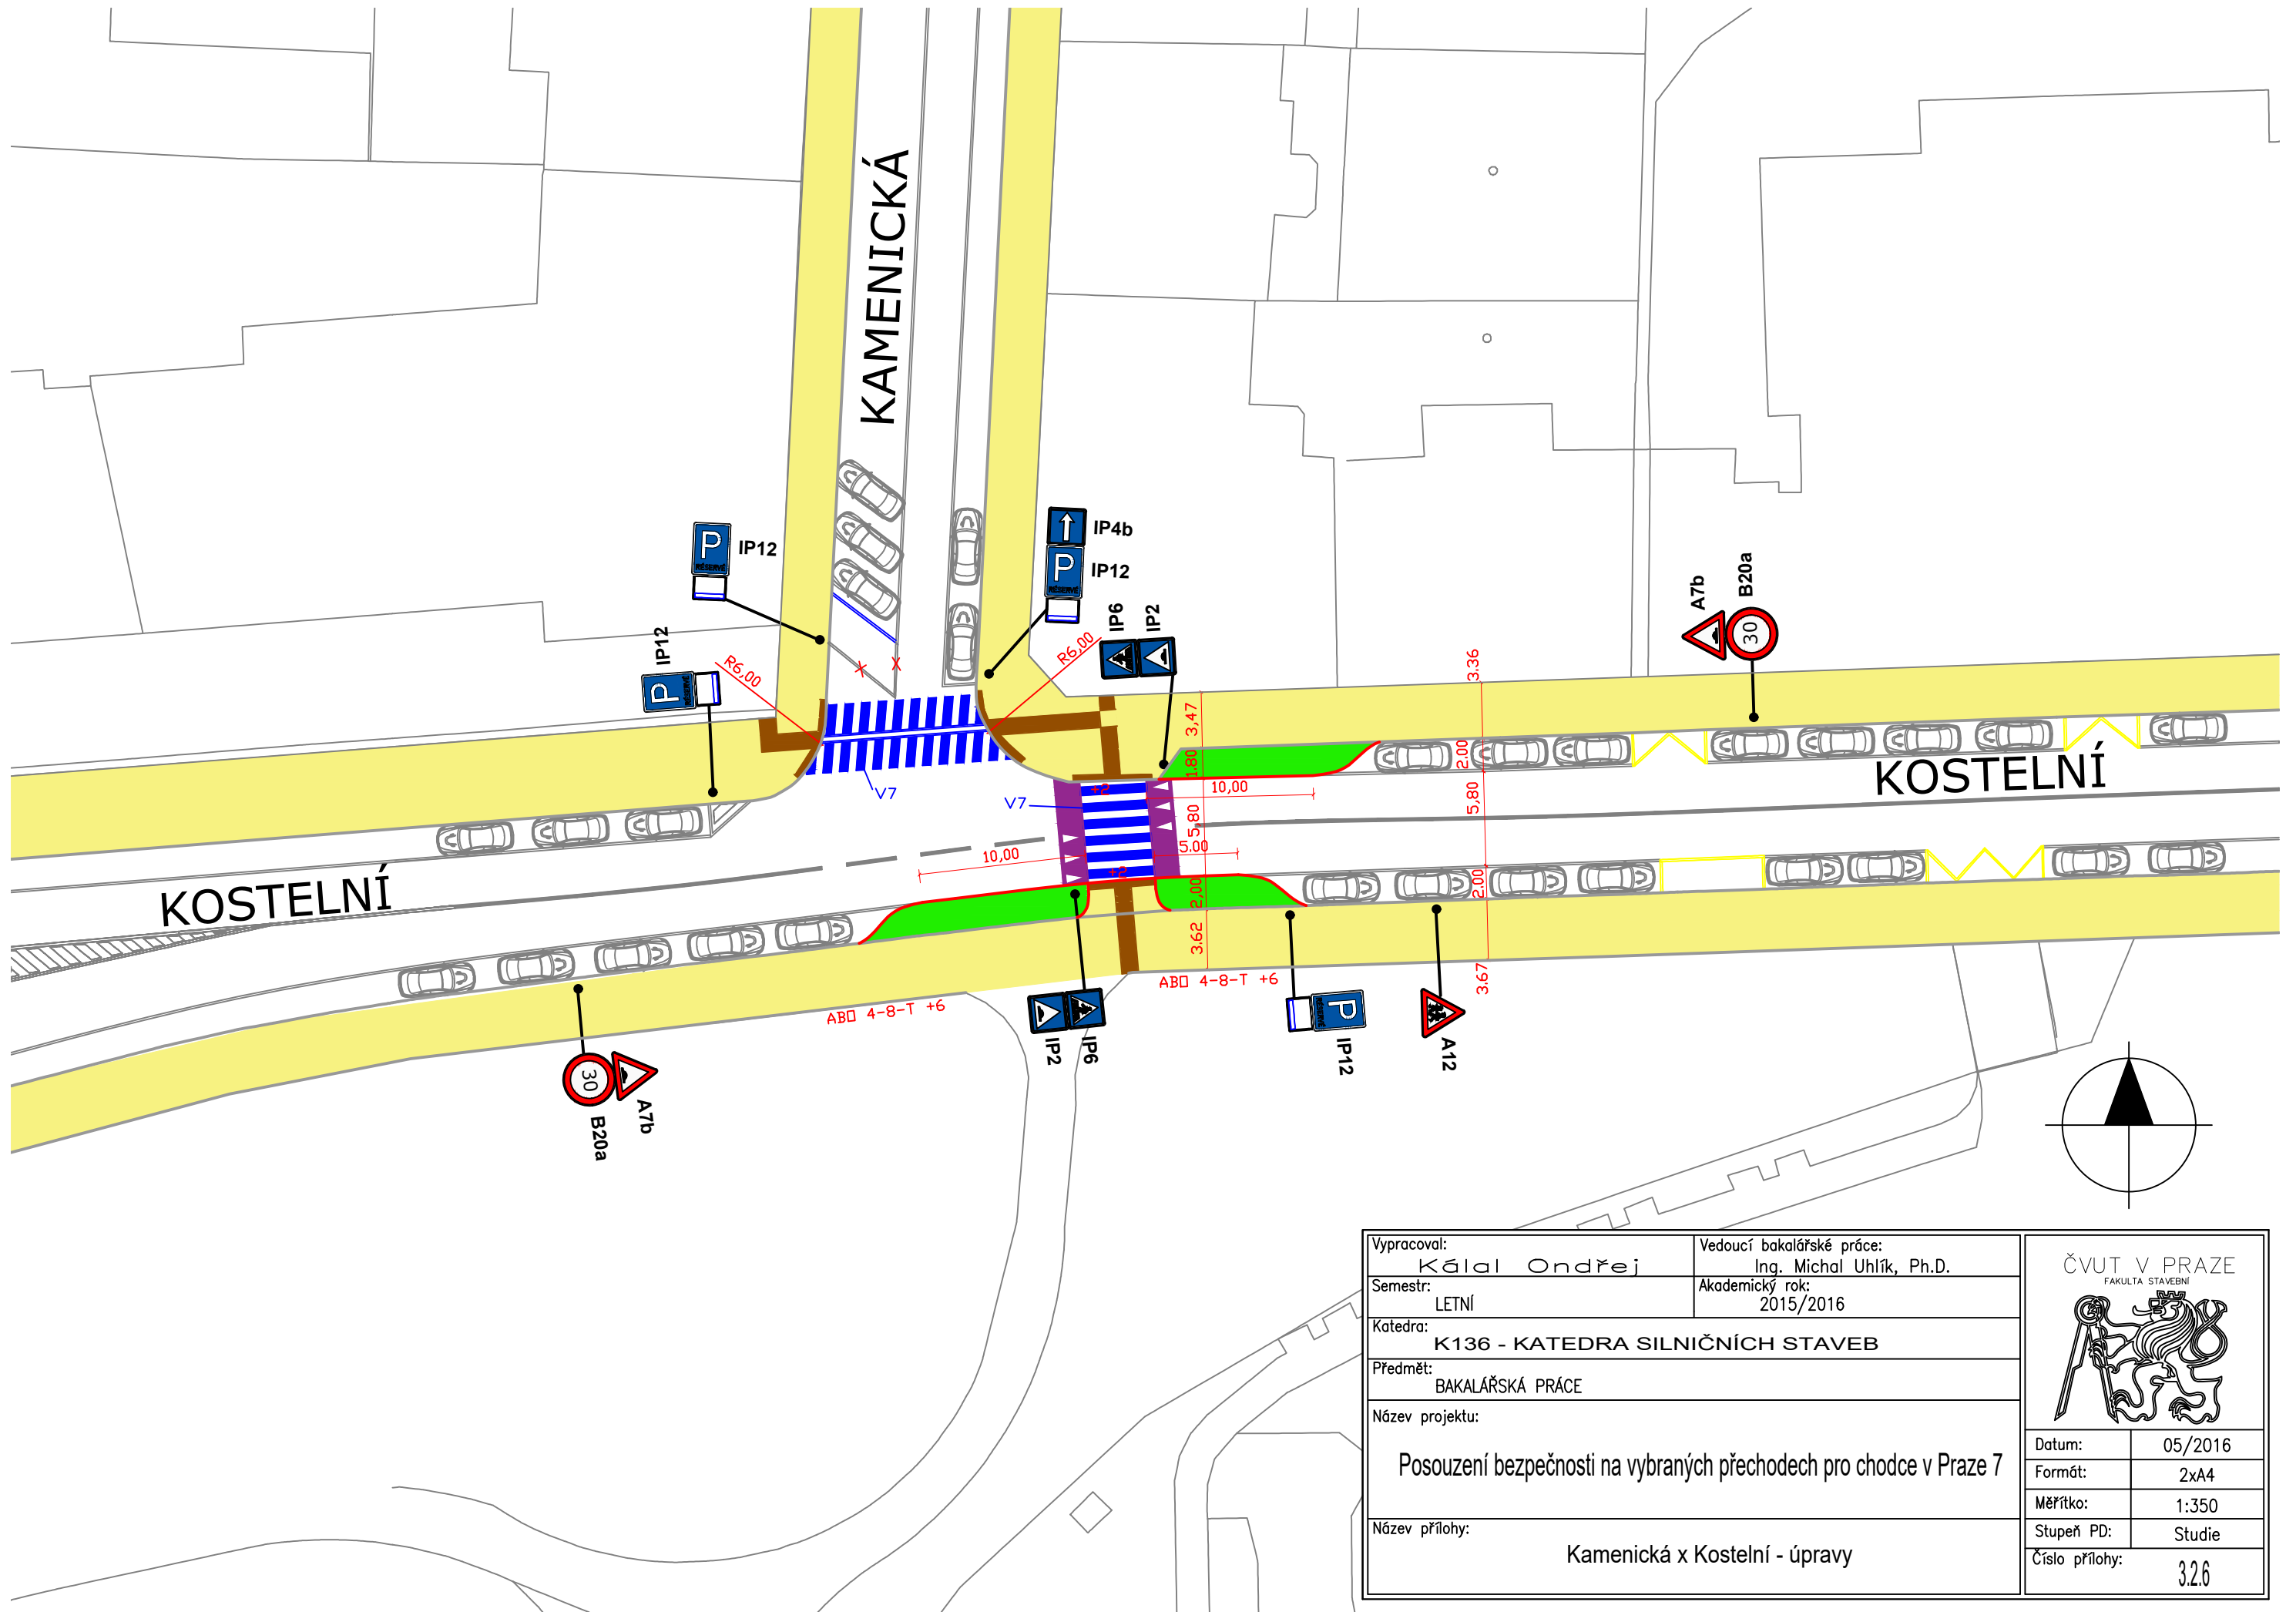 KAMENICKÁ
P
RÉSERVÉ
IP12
IP4b
P
RÉSERVÉ
IP12
IP12
P
RÉSERVÉ
R6,00
R6,00
IP6
IP2
A7b
B20a
30
3.36
3,47
1.80
2.00
10,00
KOSTELNÍ
V7
V7
+2
5,80
5,80
5.00
10,00
+2
2,00
2.00
KOSTELNÍ
3.62
3.67
ABO 4-8-T +6
ABO 4-8-T +6
IP2
IP6
P
RÉSERVÉ
IP12
A12
30
B20a
A7b
Vypracoval:
Kálal Ondřej
Vedoucí bakalářské práce:
Ing. Michal Uhlík, Ph.D.
Semestr:
LETNÍ
Akademický rok:
2015/2016
Katedra:
K136 - KATEDRA SILNIČNÍCH STAVEB
Předmět:
BAKALÁŘSKÁ PRÁCE
Název projektu:
Posouzení bezpečnosti na vybraných přechodech pro chodce v Praze 7
Název přílohy:
Kamenická x Kostelní - úpravy
ČVUT V PRAZE
FAKULTA STAVEBNÍ
Datum:
05/2016
Formát:
2xA4
Měřítko:
1:350
Stupeň PD:
Studie
Číslo přílohy:
3.2.6